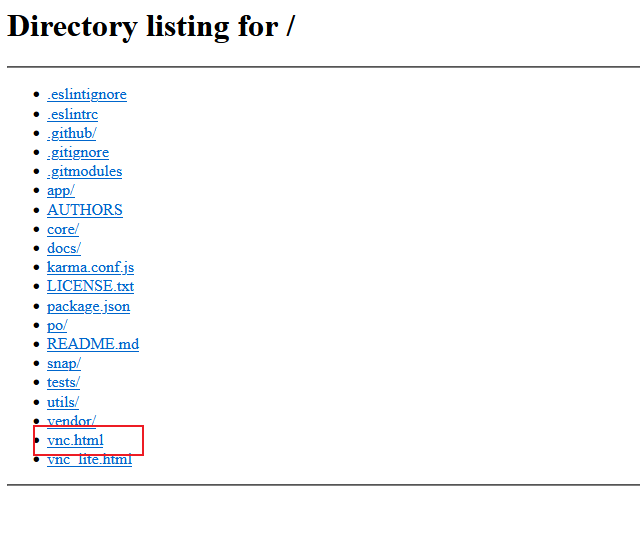 Directory listing for /
.eslintignore
.eslintrc
.github/
.gitignore
.gitmodules
app/
AUTHORS
core/
docs/
karma.conf.js
LICENSE.txt
package.json
po/
README.md
snap/
tests/
utils/
vendor/
vnc.html
vnc_lite.html